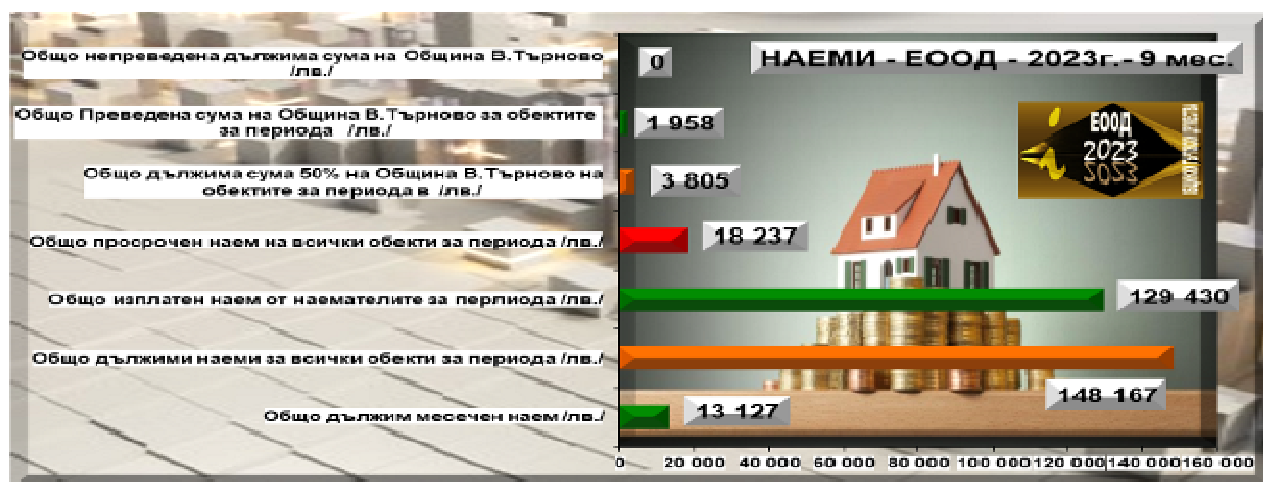 НАЕМИ - ЕООД - 2023г.- 9 мес.
Общо непреведена дължима сума на Община В.Търново
/лв./
0
Общо Преведена сума на Община В.Търново за обектите
за периода /лв./
1 958
Общо дължима сума 50% на Община В.Търново на
обектите за периода в /лв./
3 805
Общо просрочен наем на всички обекти за периода /лв./
18 237
Общо изплатен наем от наемателите за перлиода /лв./
129 430
Общо дължими наеми за всички обекти за периода /лв./
148 167
Общо дължим месечен наем /лв./
13 127
0 20 000 40 000 60 000 80 000 100 000 120 000 140 000 160 000
ЕООД
2023